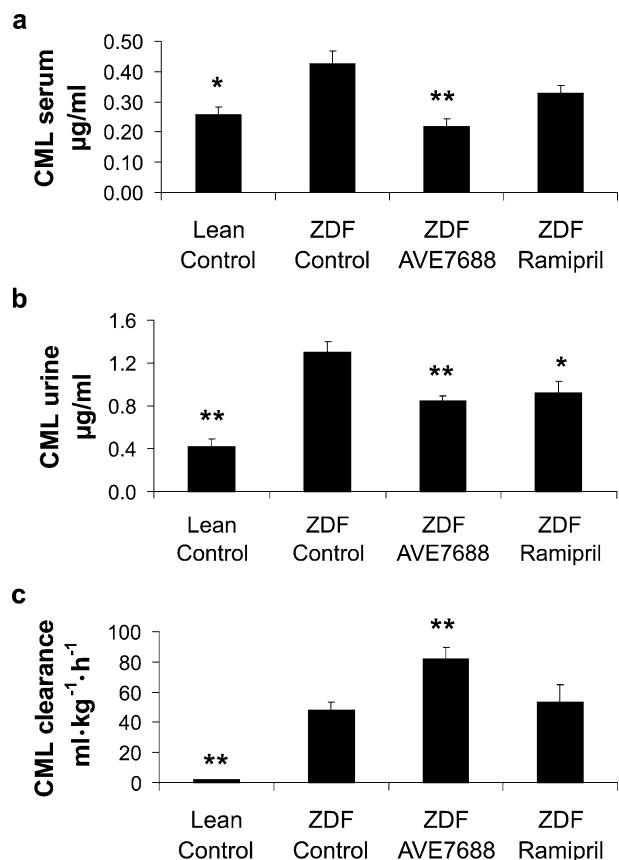 a
CML serum
µg/ml
0.50
0.40
0.30
0.20
0.10
0.00
*
**
Lean
Control
ZDF
Control
ZDF
AVE7688
ZDF
Ramipril
b
CML urine
µg/ml
1.6
1.2
0.8
0.4
0.0
**
**
*
Lean
Control
ZDF
Control
ZDF
AVE7688
ZDF
Ramipril
c
CML clearance
ml·kg⁻¹·h⁻¹
100
80
60
40
20
0
**
**
Lean
Control
ZDF
Control
ZDF
AVE7688
ZDF
Ramipril